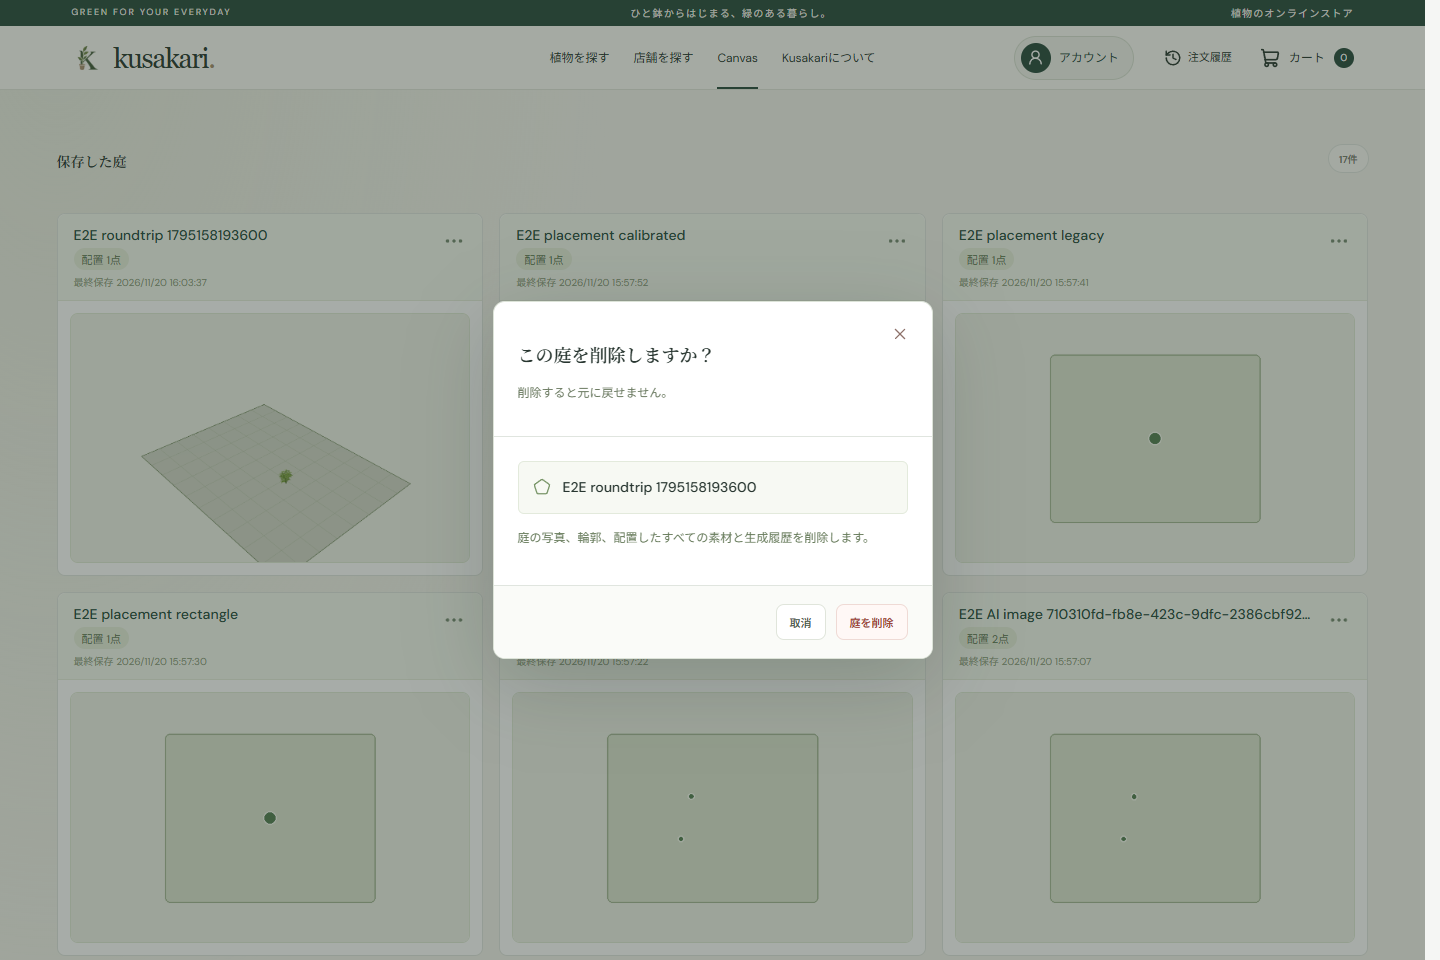 GREEN FOR YOUR EVERYDAY
ひと鉢からはじまる、緑のある暮らし。
植物のオンラインストア
kusakari.
植物を探す
店舗を探す
Canvas
Kusakariについて
アカウント
注文履歴
カート
0
保存した庭
17件
E2E roundtrip 1795158193600
配置 1点
最終保存 2026/11/20 16:03:37
E2E placement calibrated
配置 1点
最終保存 2026/11/20 15:57:52
E2E placement legacy
配置 1点
最終保存 2026/11/20 15:57:41
この庭を削除しますか？
削除すると元に戻せません。
E2E roundtrip 1795158193600
庭の写真、輪郭、配置したすべての素材と生成履歴を削除します。
取消
庭を削除
E2E placement rectangle
配置 1点
最終保存 2026/11/20 15:57:30
最終保存 2026/11/20 15:57:22
E2E AI image 710310fd-fb8e-423c-9dfc-2386cbf92...
配置 2点
最終保存 2026/11/20 15:57:07